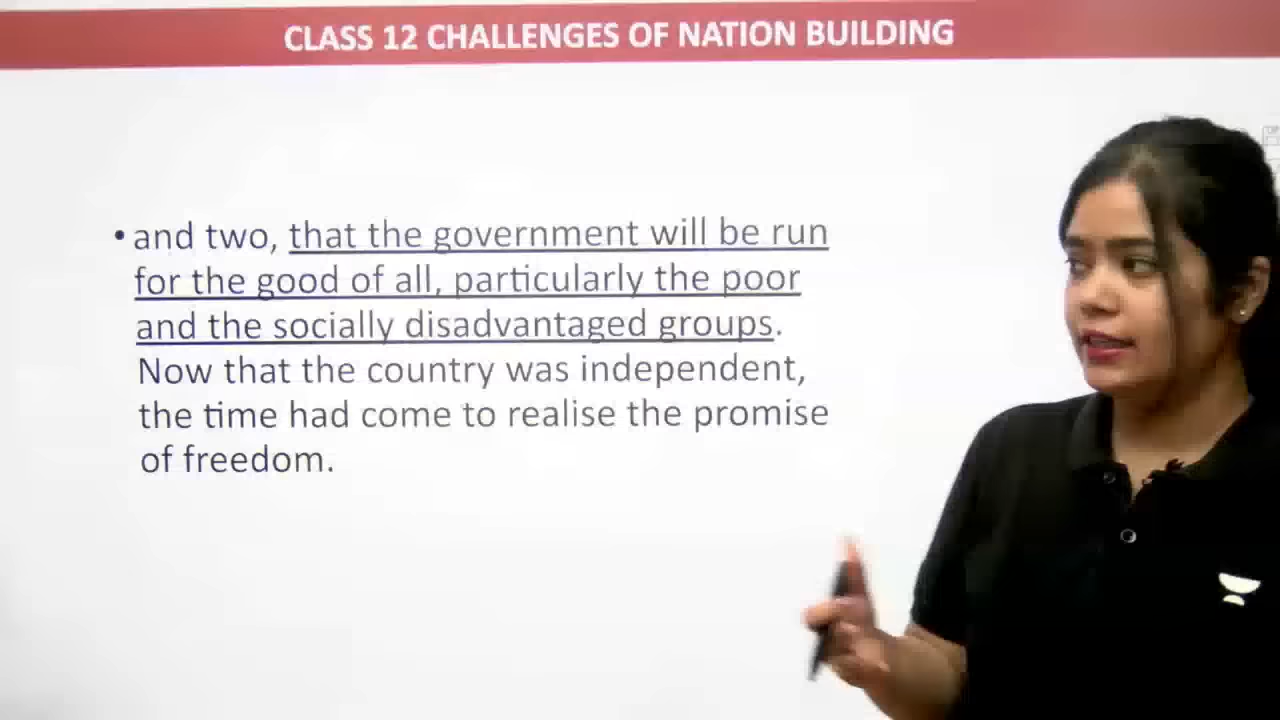 CLASS 12 CHALLENGES OF NATION BUILDING
• and two, that the government will be run
for the good of all, particularly the poor
and the socially disadvantaged groups.
Now that the country was independent,
the time had come to realise the promise
of freedom.